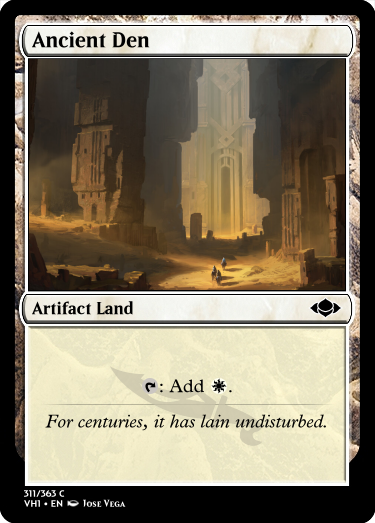 Ancient Den
Artifact Land
: Add .
For centuries, it has lain undisturbed.
311/363 C
VH1 • EN Jose Vega